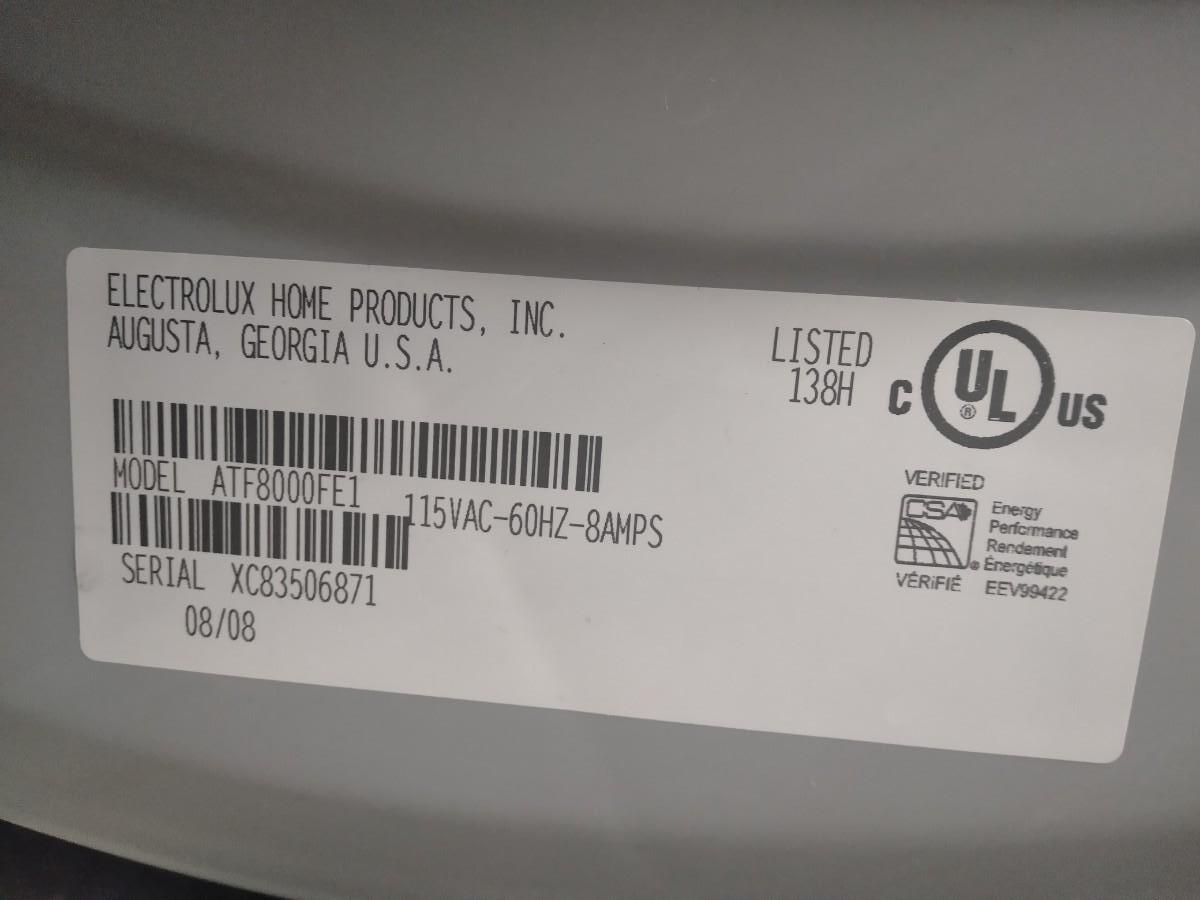 ELECTROLUX HOME PRODUCTS, INC.
AUGUSTA, GEORGIA U.S.A.
LISTED
138H
C UL® US
MODEL ATF8000FE1
115VAC-60HZ-8AMPS
SERIAL XC83506871
08/08
VERIFIED
CSA
®
Energy
Performance
Rendement
Énergétique
VÉRIFIÉ EEV99422